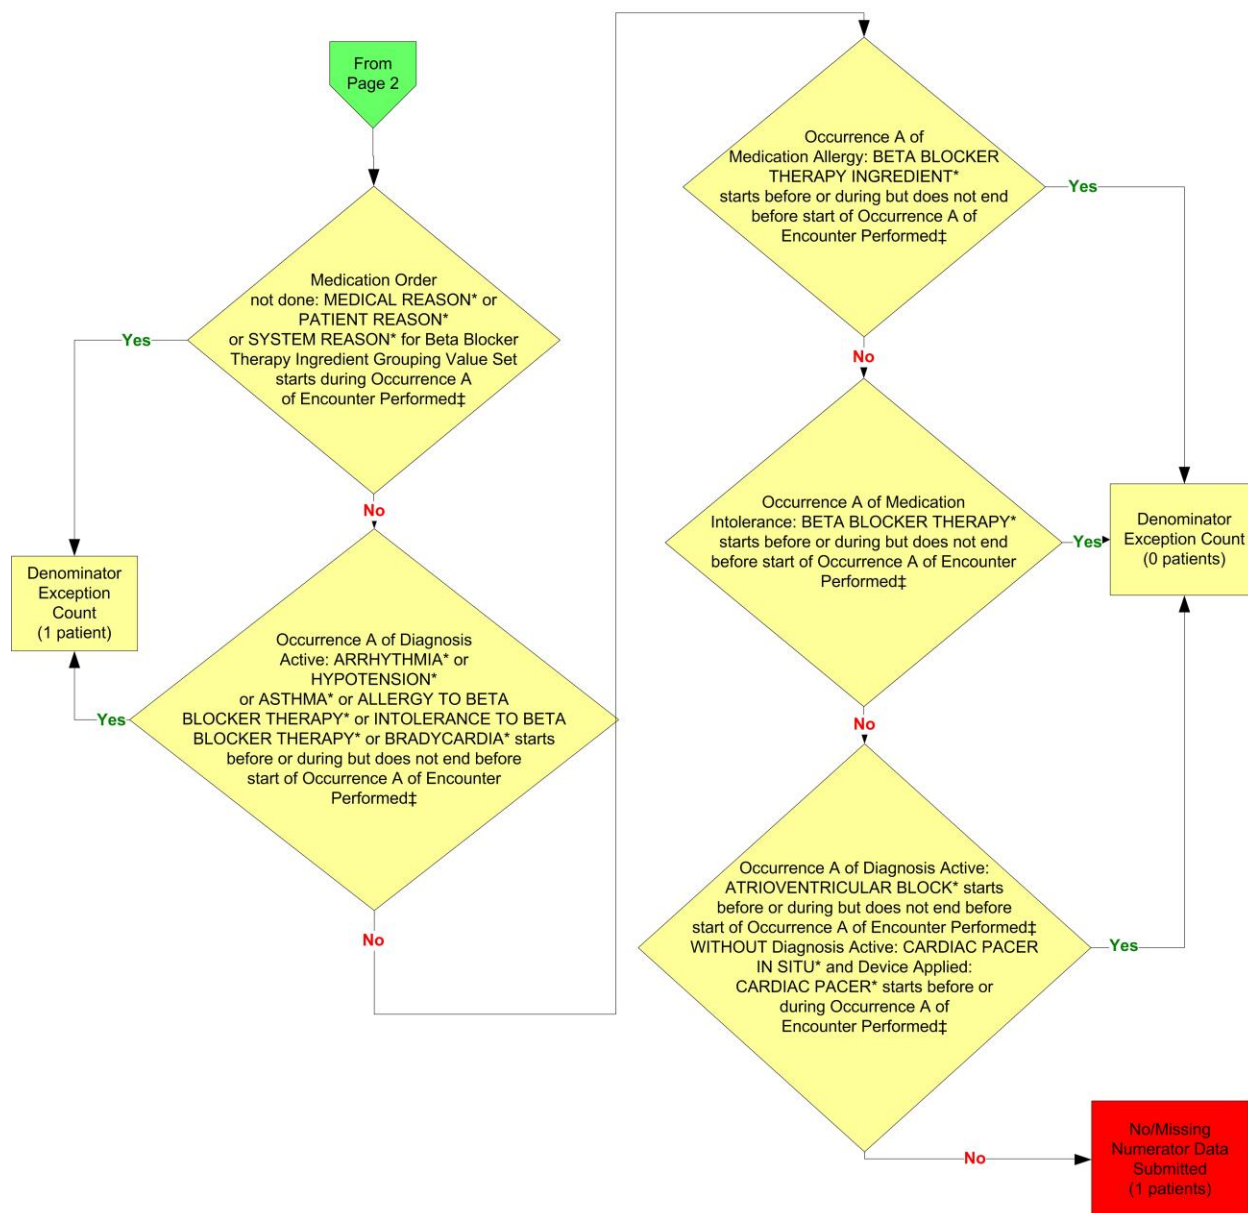 From
Page 2
Medication Order
not done: MEDICAL REASON* or
PATIENT REASON*
or SYSTEM REASON* for Beta Blocker
Therapy Ingredient Grouping Value Set
starts during Occurrence A
of Encounter Performed‡
Yes
No
Denominator
Exception
Count
(1 patient)
Occurrence A of Diagnosis
Active: ARRHYTHMIA* or
HYPOTENSION*
or ASTHMA* or ALLERGY TO BETA
BLOCKER THERAPY* or INTOLERANCE TO BETA
BLOCKER THERAPY* or BRADYCARDIA* starts
before or during but does not end before
start of Occurrence A of Encounter
Performed‡
Yes
No
Occurrence A of
Medication Allergy: BETA BLOCKER
THERAPY INGREDIENT*
starts before or during but does not end
before start of Occurrence A of
Encounter Performed‡
Yes
No
Occurrence A of Medication
Intolerance: BETA BLOCKER THERAPY*
starts before or during but does not end
before start of Occurrence A of Encounter
Performed‡
Yes
Denominator
Exception Count
(0 patients)
No
Occurrence A of Diagnosis Active:
ATRIOVENTRICULAR BLOCK* starts
before or during but does not end before
start of Occurrence A of Encounter Performed‡
WITHOUT Diagnosis Active: CARDIAC PACER
IN SITU* and Device Applied:
CARDIAC PACER* starts before or
during Occurrence A of
Encounter Performed‡
Yes
No
No/Missing
Numerator Data
Submitted
(1 patients)